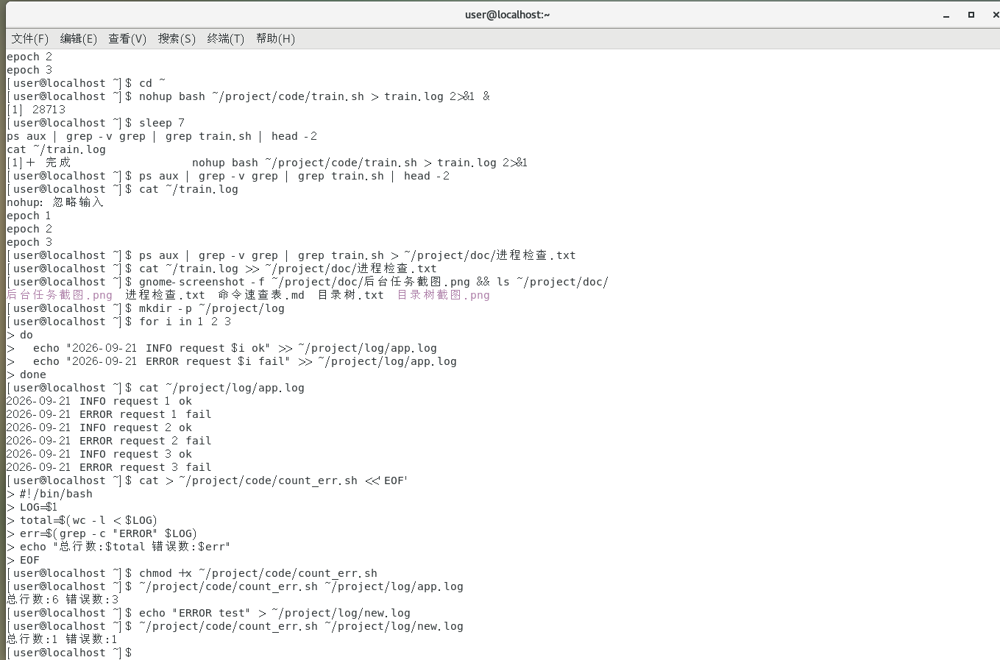 user@localhost:~
文件(F) 编辑(E) 查看(V) 搜索(S) 终端(T) 帮助(H)
epoch 2
epoch 3
[user@localhost ~]$ cd ~
[user@localhost ~]$ nohup bash ~/project/code/train.sh > train.log 2>&1 &
[1] 28713
[user@localhost ~]$ sleep 7
ps aux | grep -v grep | grep train.sh | head -2
cat ~/train.log
[1]+  完成                  nohup bash ~/project/code/train.sh > train.log 2>&1
[user@localhost ~]$ ps aux | grep -v grep | grep train.sh | head -2
[user@localhost ~]$ cat ~/train.log
nohup: 忽略输入
epoch 1
epoch 2
epoch 3
[user@localhost ~]$ ps aux | grep -v grep | grep train.sh > ~/project/doc/进程检查.txt
[user@localhost ~]$ cat ~/train.log >> ~/project/doc/进程检查.txt
[user@localhost ~]$ gnome-screenshot -f ~/project/doc/后台任务截图.png && ls ~/project/doc/
后台任务截图.png  进程检查.txt  命令速查表.md  目录树.txt  目录树截图.png
[user@localhost ~]$ mkdir -p ~/project/log
[user@localhost ~]$ for i in 1 2 3
> do
>   echo "2026-09-21 INFO request $i ok" >> ~/project/log/app.log
>   echo "2026-09-21 ERROR request $i fail" >> ~/project/log/app.log
> done
[user@localhost ~]$ cat ~/project/log/app.log
2026-09-21 INFO request 1 ok
2026-09-21 ERROR request 1 fail
2026-09-21 INFO request 2 ok
2026-09-21 ERROR request 2 fail
2026-09-21 INFO request 3 ok
2026-09-21 ERROR request 3 fail
[user@localhost ~]$ cat > ~/project/code/count_err.sh <<'EOF'
> #!/bin/bash
> LOG=$1
> total=$(wc -l < $LOG)
> err=$(grep -c "ERROR" $LOG)
> echo "总行数:$total 错误数:$err"
> EOF
[user@localhost ~]$ chmod +x ~/project/code/count_err.sh
[user@localhost ~]$ ~/project/code/count_err.sh ~/project/log/app.log
总行数:6 错误数:3
[user@localhost ~]$ echo "ERROR test" > ~/project/log/new.log
[user@localhost ~]$ ~/project/code/count_err.sh ~/project/log/new.log
总行数:1 错误数:1
[user@localhost ~]$